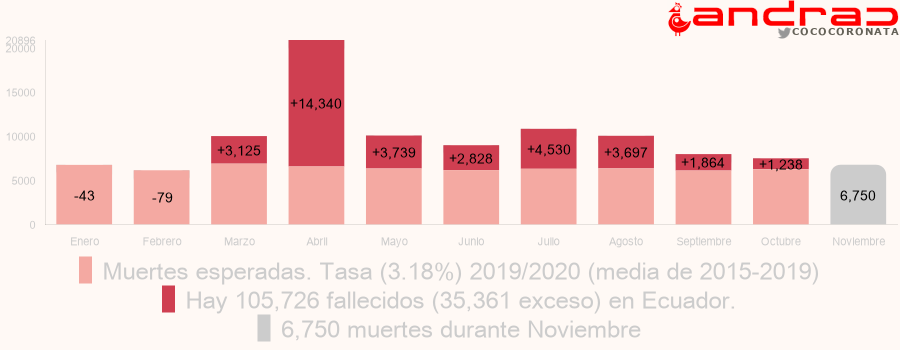 andrac
COCOCORONATA
20896
20000
15000
10000
5000
0
-43
-79
+3,125
+14,340
+3,739
+2,828
+4,530
+3,697
+1,864
+1,238
6,750
Enero Febrero Marzo Abril Mayo Junio Julio Agosto Septiembre Octubre Noviembre
Muertes esperadas. Tasa (3.18%) 2019/2020 (media de 2015-2019)
Hay 105,726 fallecidos (35,361 exceso) en Ecuador.
6,750 muertes durante Noviembre